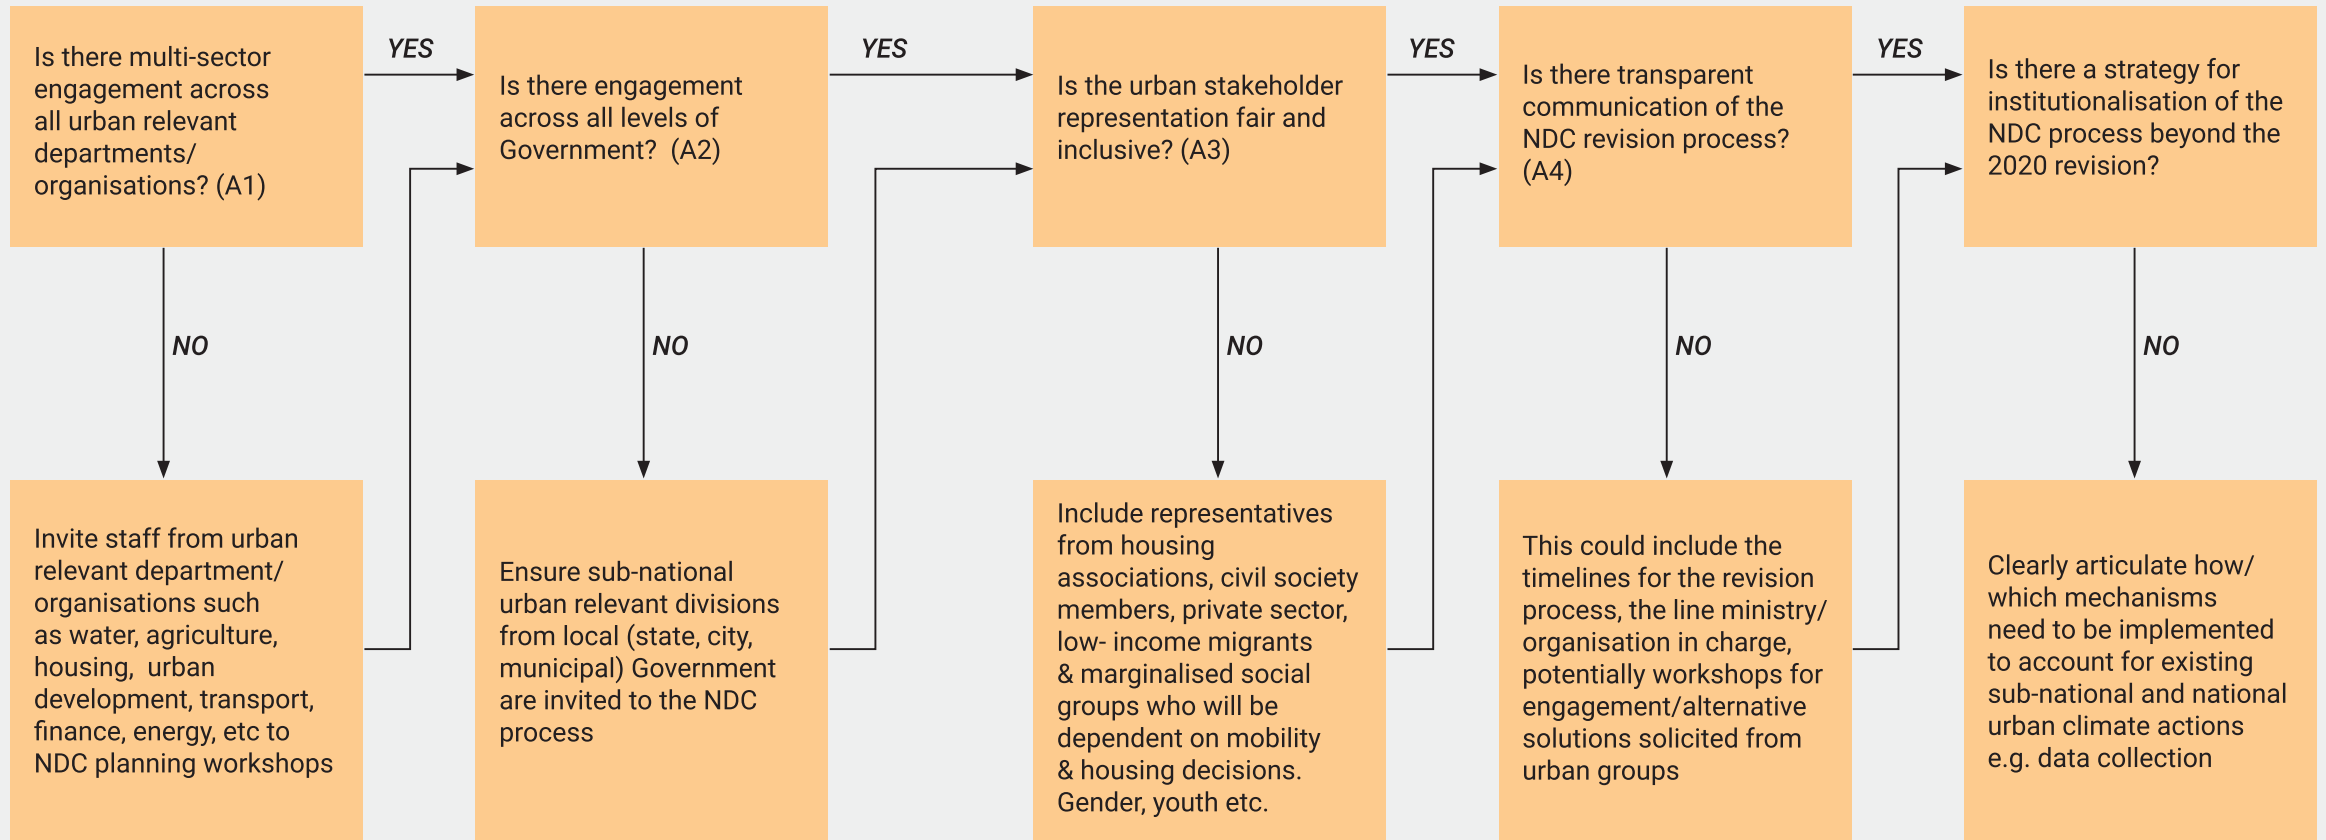 Is there multi-sector
engagement across
all urban relevant
departments/
organisations? (A1)
YES
Is there engagement
across all levels of
Government?  (A2)
YES
Is the urban stakeholder
representation fair and
inclusive? (A3)
YES
Is there transparent
communication of the
NDC revision process?
(A4)
YES
Is there a strategy for
institutionalisation of the
NDC process beyond the
2020 revision?
NO
NO
NO
NO
NO
Invite staff from urban
relevant department/
organisations such
as water, agriculture,
housing,  urban
development, transport,
finance, energy, etc to
NDC planning workshops
Ensure sub-national
urban relevant divisions
from local (state, city,
municipal) Government
are invited to the NDC
process
Include representatives
from housing
associations, civil society
members, private sector,
low- income migrants
& marginalised social
groups who will be
dependent on mobility
& housing decisions.
Gender, youth etc.
This could include the
timelines for the revision
process, the line ministry/
organisation in charge,
potentially workshops for
engagement/alternative
solutions solicited from
urban groups
Clearly articulate how/
which mechanisms
need to be implemented
to account for existing
sub-national and national
urban climate actions
e.g. data collection